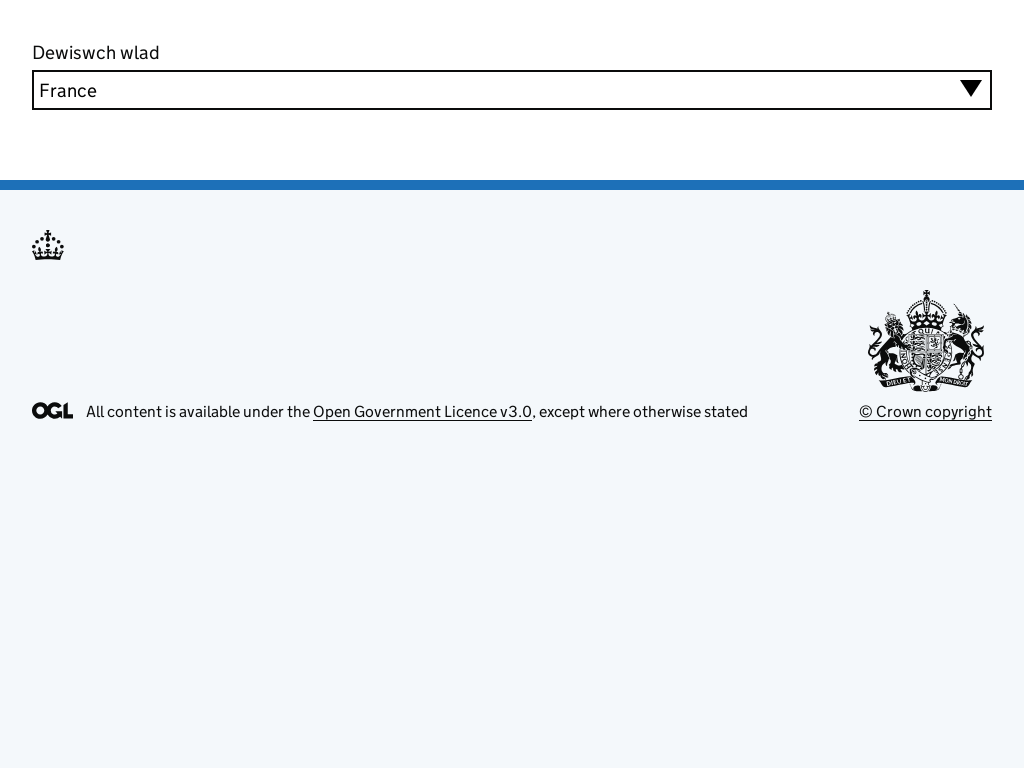 Dewiswch wlad
France
OGL All content is available under the Open Government Licence v3.0, except where otherwise stated
© Crown copyright
DIEU ET MON DROIT